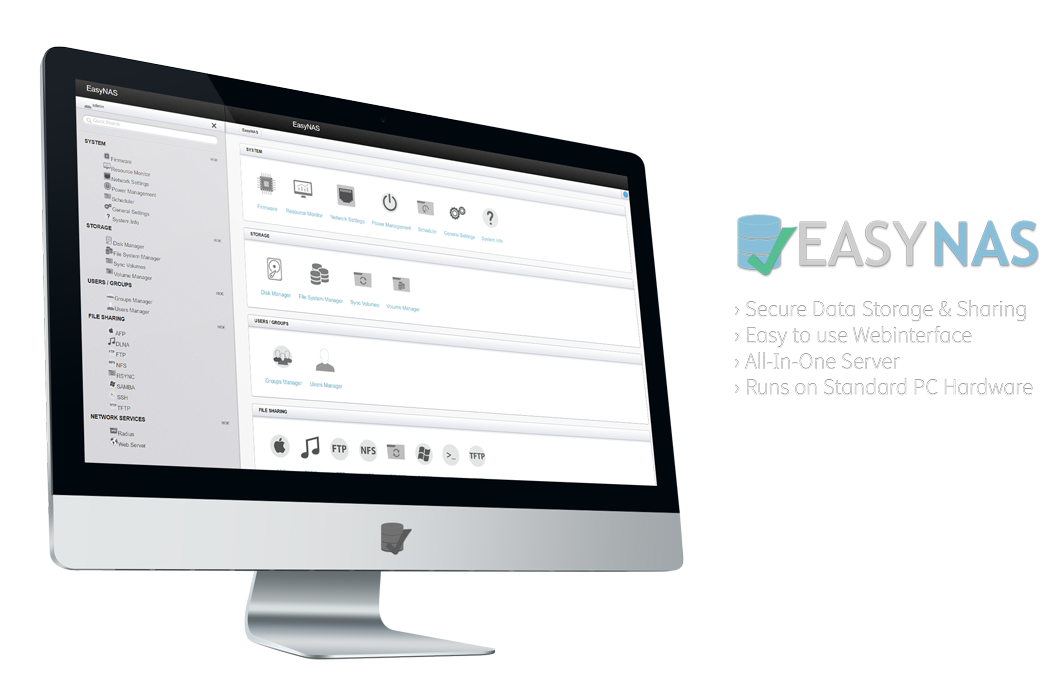 EasyNAS
admin
Quick Search
SYSTEM
HIDE
Firmware
Resource Monitor
Network Settings
Power Management
Scheduler
General Settings
System Info
STORAGE
HIDE
Disk Manager
File System Manager
Sync Volumes
Volume Manager
USERS / GROUPS
HIDE
Groups Manager
Users Manager
FILE SHARING
HIDE
AFP
DLNA
FTP
NFS
RSYNC
SAMBA
SSH
TFTP
NETWORK SERVICES
HIDE
Radius
Web Server
EasyNAS
EasyNAS
SYSTEM
Firmware
Resource Monitor
Network Settings
Power Management
Scheduler
General Settings
System Info
STORAGE
Disk Manager
File System Manager
Sync Volumes
Volume Manager
USERS / GROUPS
Groups Manager
Users Manager
FILE SHARING
FTP
NFS
>_
TFTP
EASYNAS
› Secure Data Storage & Sharing
› Easy to use Webinterface
› All-In-One Server
› Runs on Standard PC Hardware